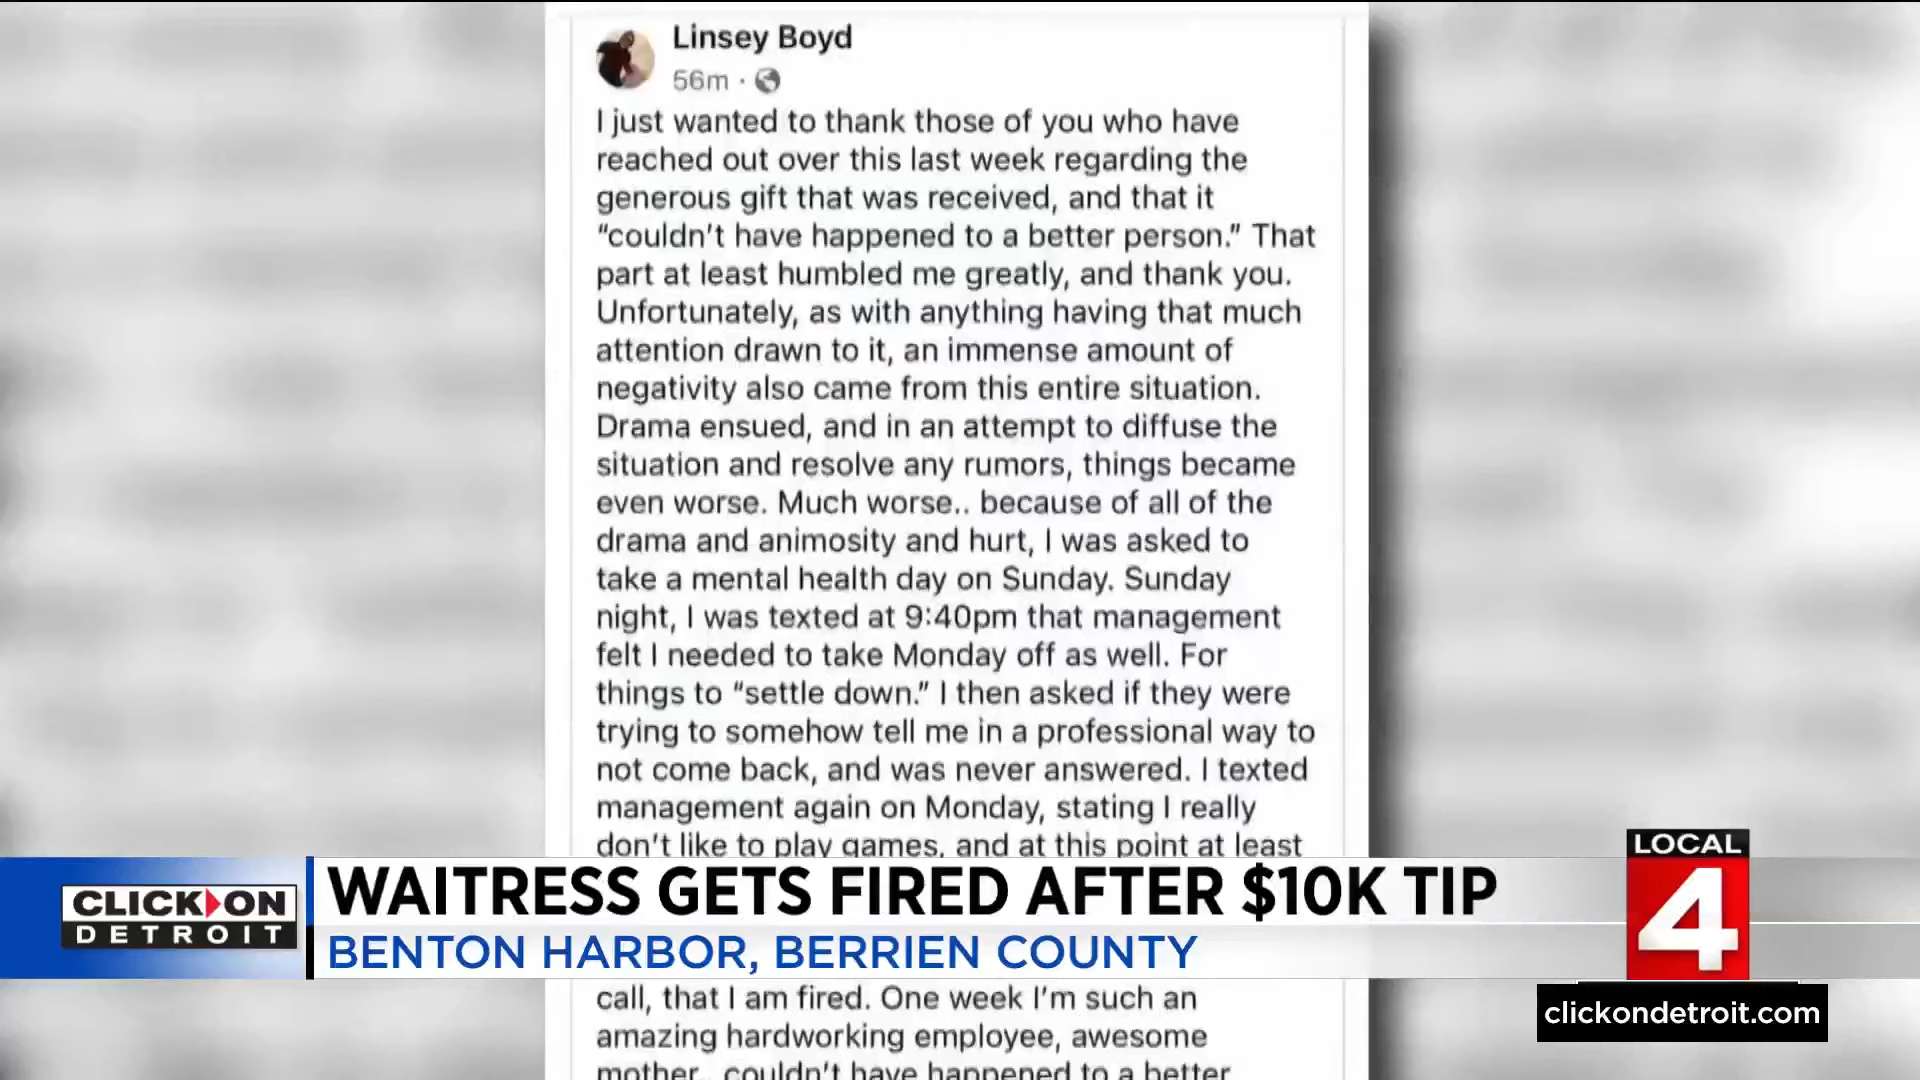 Linsey Boyd
56m ·
I just wanted to thank those of you who have
reached out over this last week regarding the
generous gift that was received, and that it
“couldn’t have happened to a better person.” That
part at least humbled me greatly, and thank you.
Unfortunately, as with anything having that much
attention drawn to it, an immense amount of
negativity also came from this entire situation.
Drama ensued, and in an attempt to diffuse the
situation and resolve any rumors, things became
even worse. Much worse.. because of all of the
drama and animosity and hurt, I was asked to
take a mental health day on Sunday. Sunday
night, I was texted at 9:40pm that management
felt I needed to take Monday off as well. For
things to “settle down.” I then asked if they were
trying to somehow tell me in a professional way to
not come back, and was never answered. I texted
management again on Monday, stating I really
don’t like to play games, and at this point at least
CLICK ON
DETROIT
WAITRESS GETS FIRED AFTER $10K TIP
BENTON HARBOR, BERRIEN COUNTY
LOCAL
4
clickondetroit.com
call, that I am fired. One week I’m such an
amazing hardworking employee, awesome
mother.. couldn’t have happened to a better